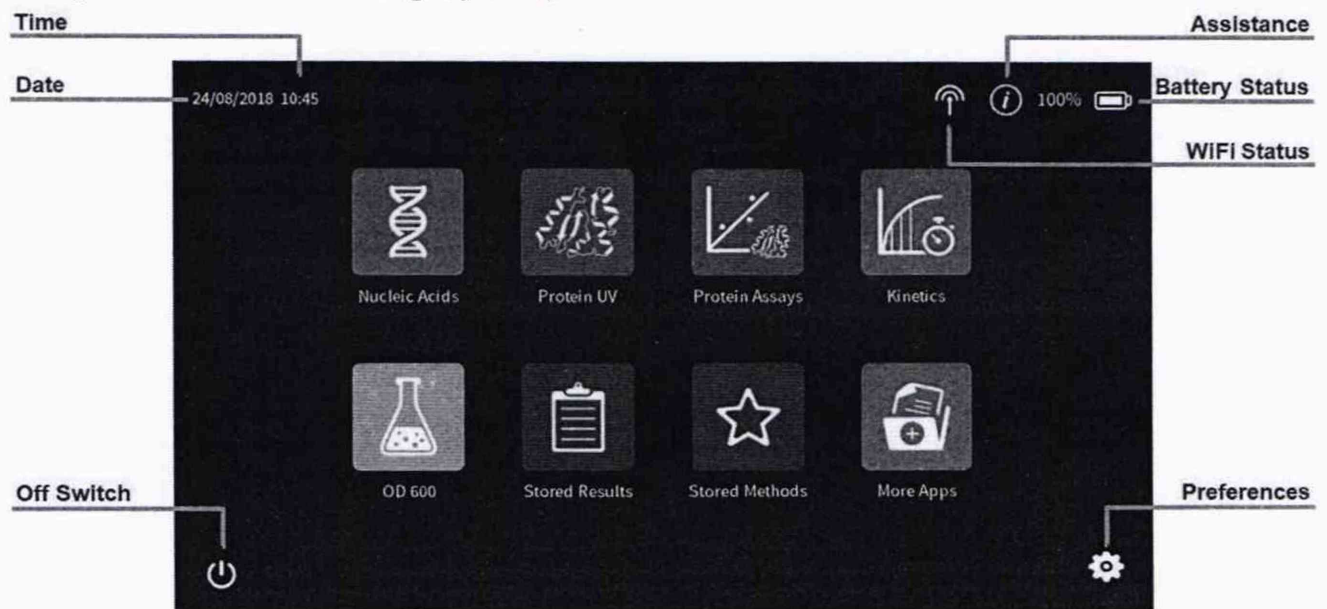 Time
Assistance
Date
24/08/2018 10:45
100%
Battery Status
WiFi Status
Nucleic Acids
Protein UV
Protein Assays
Kinetics
OD 600
Stored Results
Stored Methods
More Apps
Off Switch
Preferences